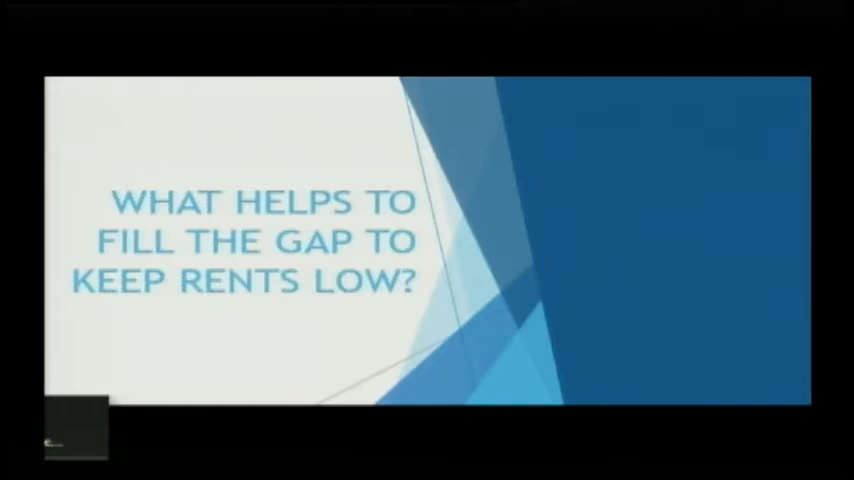 WHAT HELPS TO
FILL THE GAP TO
KEEP RENTS LOW?